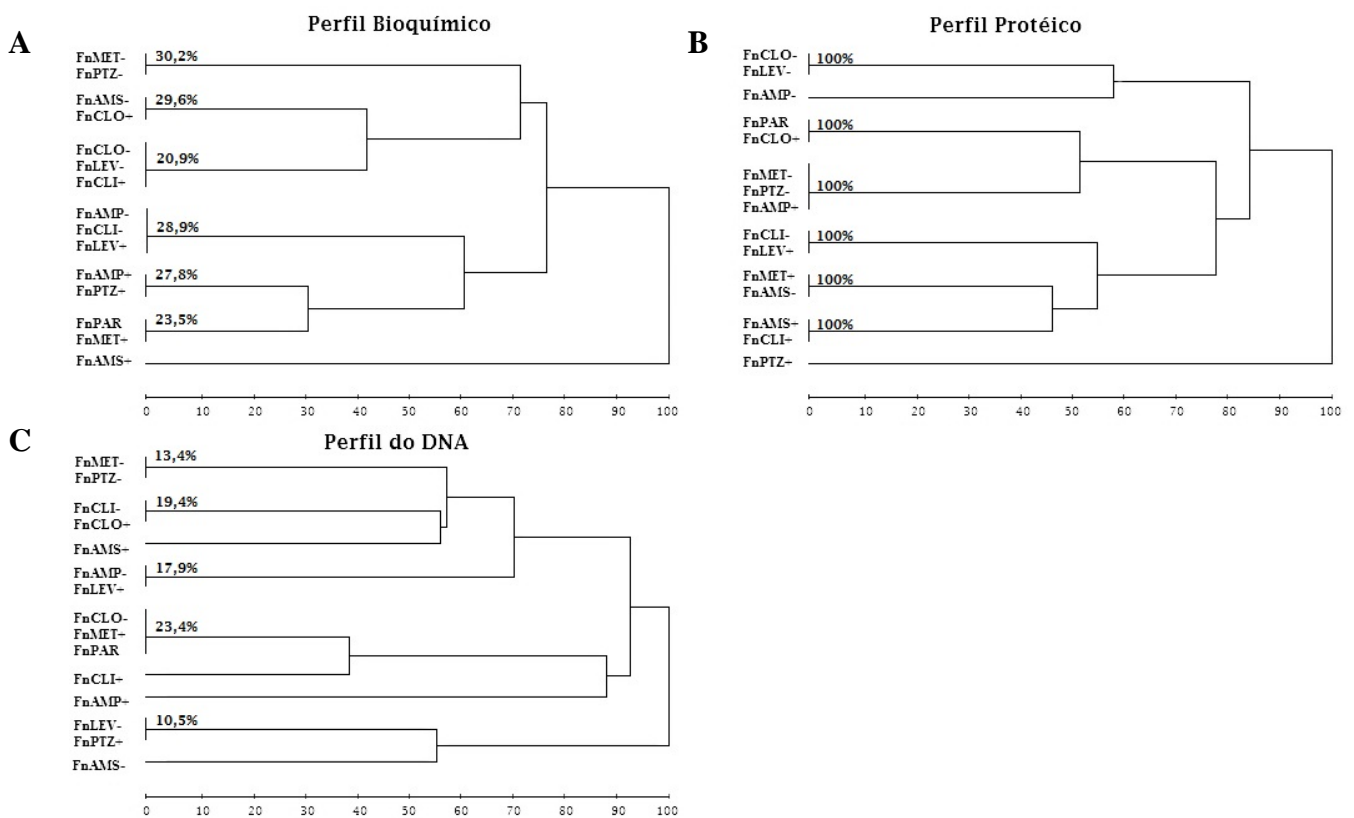 A
Perfil Bioquímico
FnMET-
FnPTZ-
30,2%
FnAMS-
FnCLO+
29,6%
FnCLO-
FnLEV-
FnCLI+
20,9%
FnAMP-
FnCLI-
FnLEV+
28,9%
FnAMP+
FnPTZ+
27,8%
FnPAR
FnMET+
23,5%
FnAMS+
0 10 20 30 40 50 60 70 80 90 100
B
Perfil Protéico
FnCLO-
FnLEV-
100%
FnAMP-
FnPAR
FnCLO+
100%
FnMET-
FnPTZ-
FnAMP+
100%
FnCLI-
FnLEV+
100%
FnMET+
FnAMS-
100%
FnAMS+
FnCLI+
100%
FnPTZ+
0 10 20 30 40 50 60 70 80 90 100
C
Perfil do DNA
FnMET-
FnPTZ-
13,4%
FnCLI-
FnCLO+
19,4%
FnAMS+
FnAMP-
FnLEV+
17,9%
FnCLO-
FnMET+
FnPAR
23,4%
FnCLI+
FnAMP+
FnLEV-
FnPTZ+
10,5%
FnAMS-
0 10 20 30 40 50 60 70 80 90 100